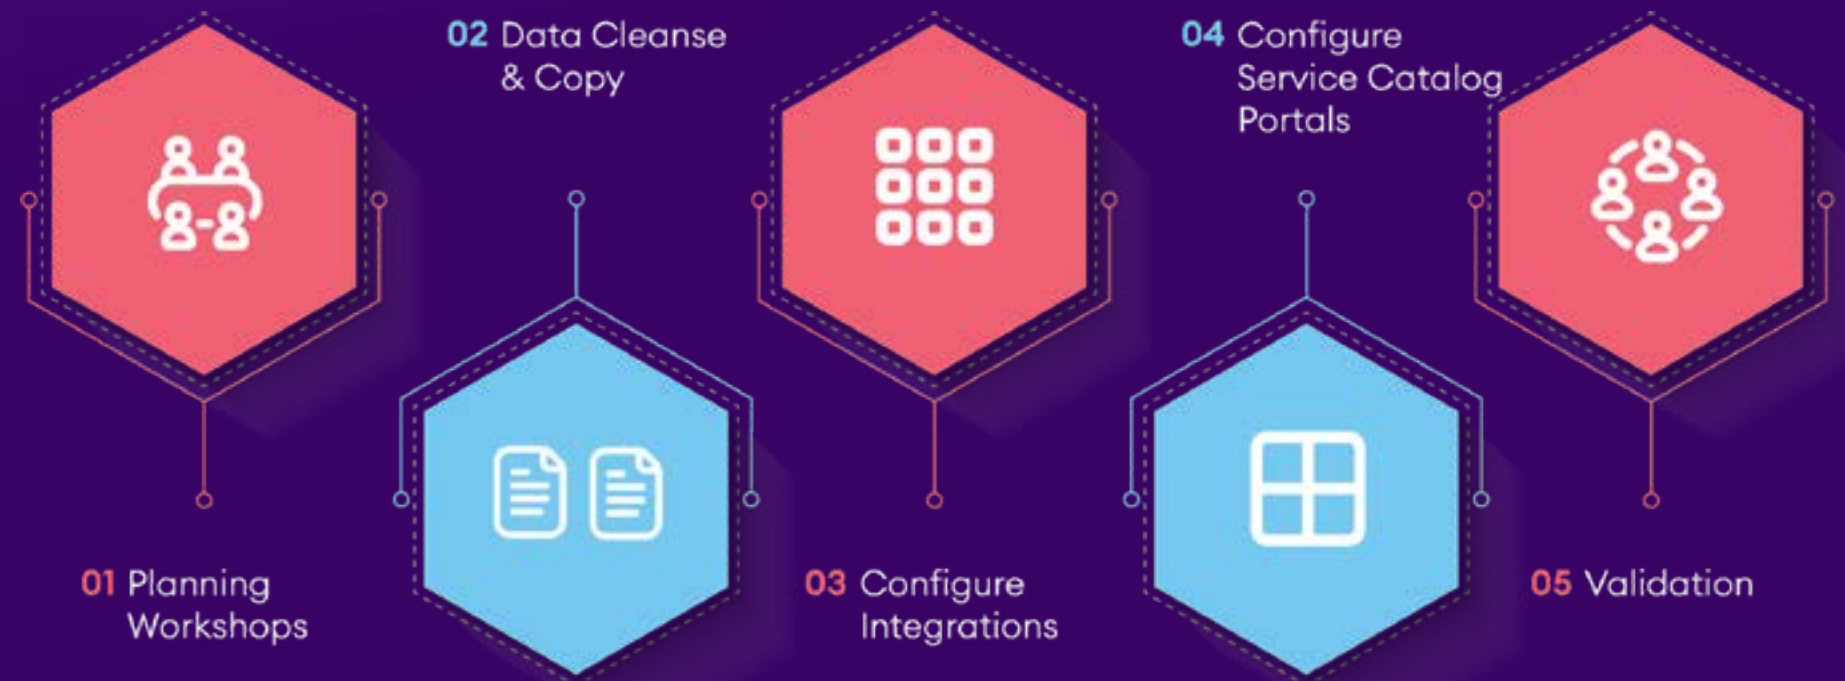 01 Planning
Workshops
02 Data Cleanse
& Copy
03 Configure
Integrations
04 Configure
Service Catalog
Portals
05 Validation